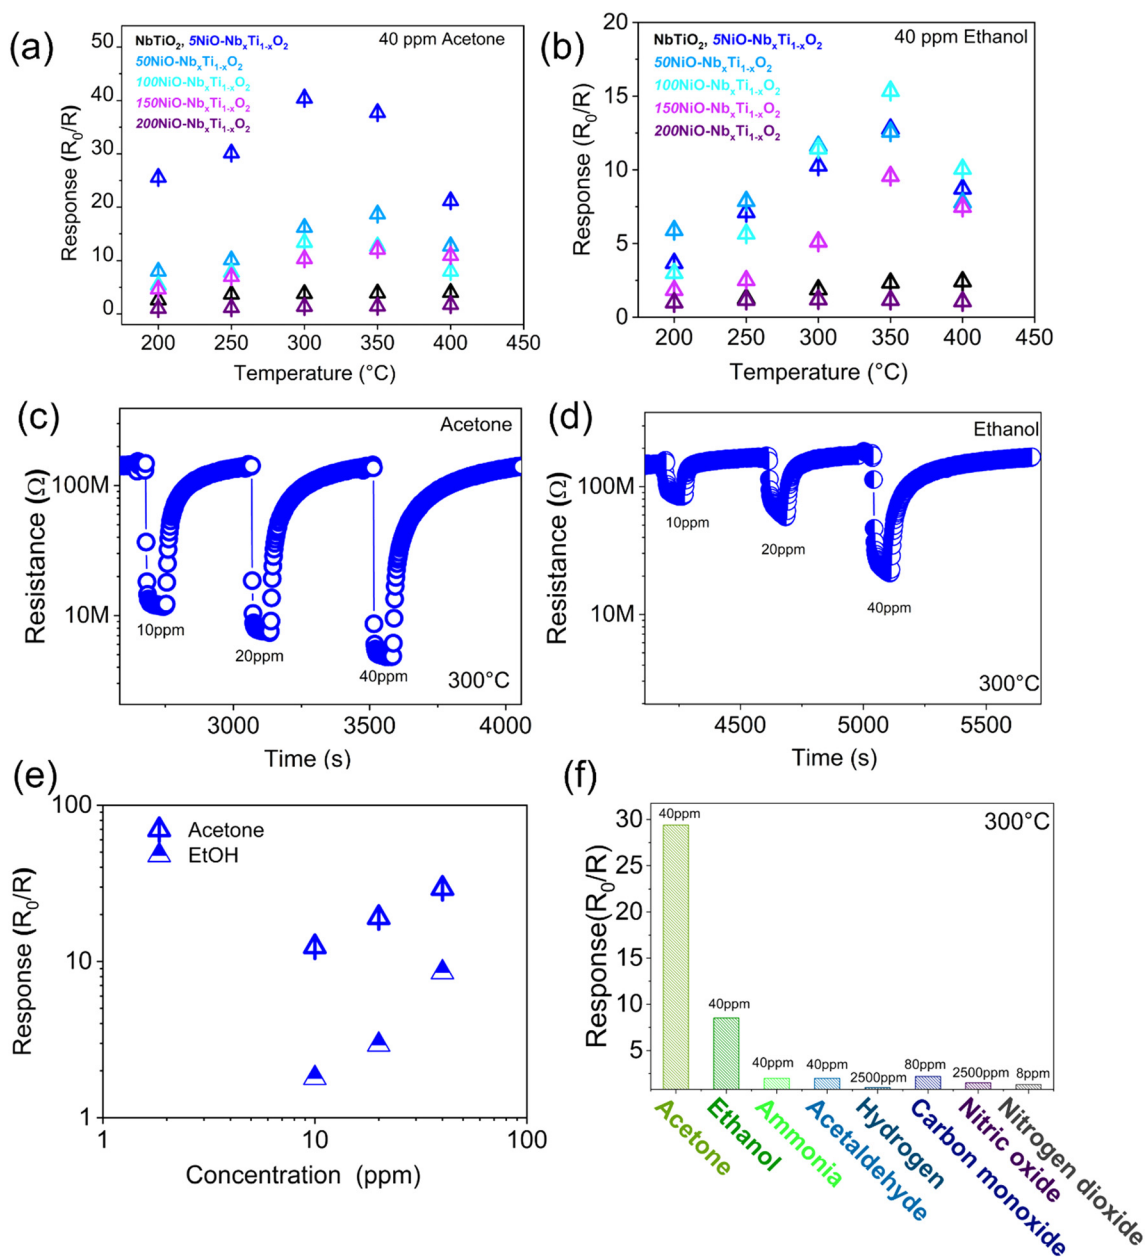 (a)
50
40
30
20
10
0
Response (R₀/R)
NbTiO₂, 5NiO-NbₓTi₁₋ₓO₂
50NiO-NbₓTi₁₋ₓO₂
100NiO-NbₓTi₁₋ₓO₂
150NiO-NbₓTi₁₋ₓO₂
200NiO-NbₓTi₁₋ₓO₂
40 ppm Acetone
200 250 300 350 400 450
Temperature (°C)
(b)
20
15
10
5
0
Response (R₀/R)
NbTiO₂, 5NiO-NbₓTi₁₋ₓO₂
50NiO-NbₓTi₁₋ₓO₂
100NiO-NbₓTi₁₋ₓO₂
150NiO-NbₓTi₁₋ₓO₂
200NiO-NbₓTi₁₋ₓO₂
40 ppm Ethanol
200 250 300 350 400 450
Temperature (°C)
(c)
Acetone
100M
10M
Resistance (Ω)
10ppm
20ppm
40ppm
300°C
3000 3500 4000
Time (s)
(d)
Ethanol
100M
10M
Resistance (Ω)
10ppm
20ppm
40ppm
300°C
4500 5000 5500
Time (s)
(e)
100
10
1
Response (R₀/R)
Acetone
EtOH
1 10 100
Concentration (ppm)
(f)
30
25
20
15
10
5
Response(R₀/R)
300°C
40ppm
40ppm
40ppm
40ppm
2500ppm
80ppm
2500ppm
8ppm
Acetone
Ethanol
Ammonia
Acetaldehyde
Hydrogen
Carbon monoxide
Nitric oxide
Nitrogen dioxide